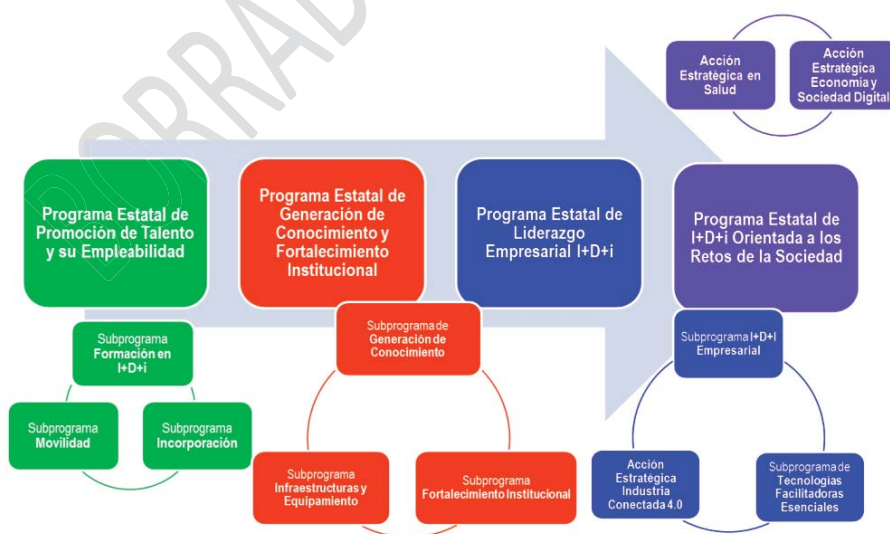 BORRAD
Acción
Estratégica en
Salud
Acción
Estratégica
Economía y
Sociedad Digital
Programa Estatal de
Promoción de Talento
y su Empleabilidad
Programa Estatal de
Generación de
Conocimiento y
Fortalecimiento
Institucional
Programa Estatal de
Liderazgo
Empresarial I+D+i
Programa Estatal de
I+D+i Orientada a los
Retos de la Sociedad
Subprograma
Formación en
I+D+i
Subprograma
Movilidad
Subprograma
Incorporación
Subprograma de
Generación de
Conocimiento
Subprograma
Infraestructuras y
Equipamiento
Subprograma
Fortalecimiento Institucional
Subprograma I+D+I
Empresarial
Acción
Estratégica
Industria
Conectada 4.0
Subprograma de
Tecnologías
Facilitadoras
Esenciales